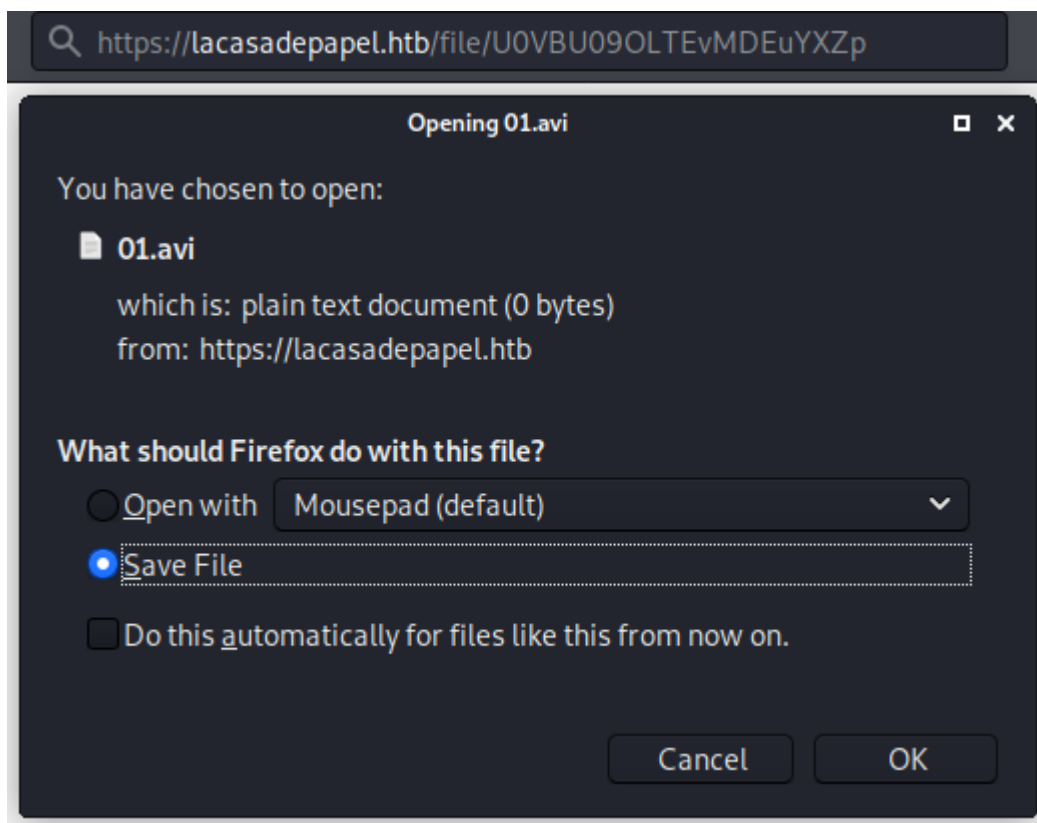 https://lacasadepapel.htb/file/U0VBU09OLTEvMDEuYXZp
Opening 01.avi
You have chosen to open:
01.avi
which is: plain text document (0 bytes)
from: https://lacasadepapel.htb
What should Firefox do with this file?
Open with Mousepad (default)
Save File
Do this automatically for files like this from now on.
Cancel OK